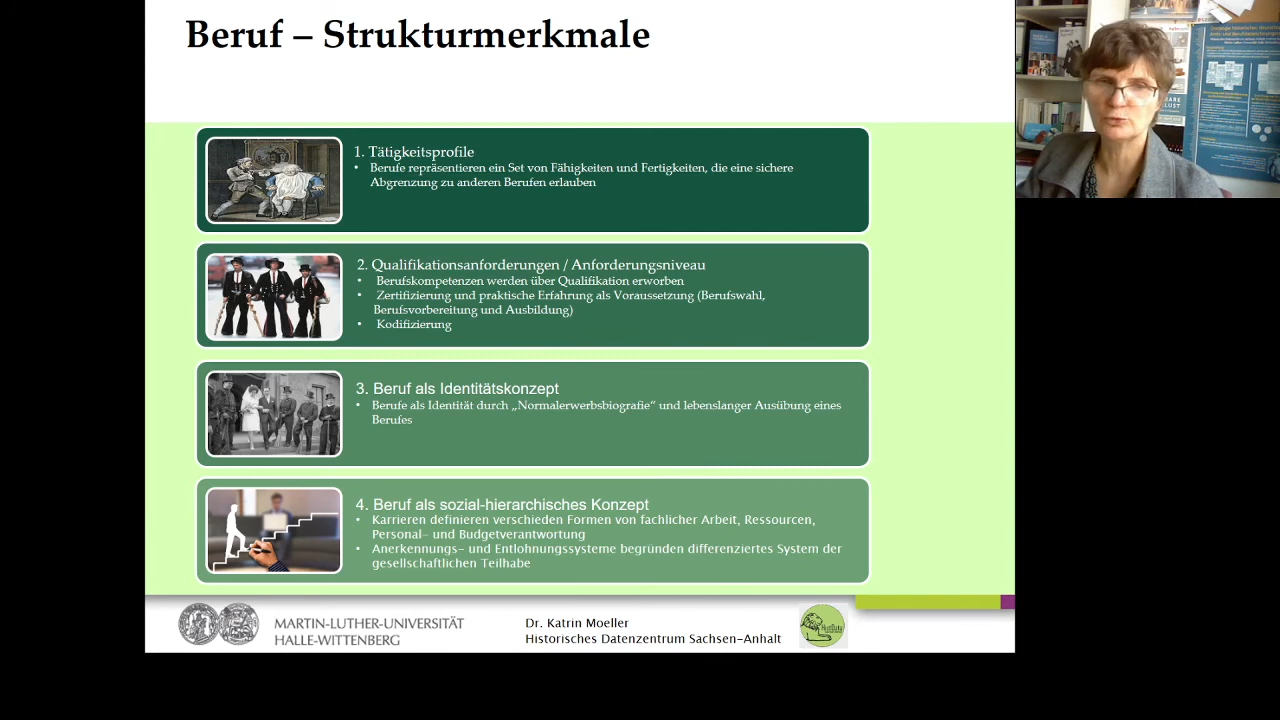 Beruf – Strukturmerkmale
1. Tätigkeitsprofile
• Berufe repräsentieren ein Set von Fähigkeiten und Fertigkeiten, die eine sichere
Abgrenzung zu anderen Berufen erlauben
2. Qualifikationsanforderungen / Anforderungsniveau
• Berufskompetenzen werden über Qualifikation erworben
• Zertifizierung und praktische Erfahrung als Voraussetzung (Berufswahl,
Berufsvorbereitung und Ausbildung)
• Kodifizierung
3. Beruf als Identitätskonzept
• Berufe als Identität durch „Normalerwerbsbiografie“ und lebenslanger Ausübung eines
Berufes
4. Beruf als sozial-hierarchisches Konzept
• Karrieren definieren verschieden Formen von fachlicher Arbeit, Ressourcen,
Personal- und Budgetverantwortung
• Anerkennungs- und Entlohnungssysteme begründen differenziertes System der
gesellschaftlichen Teilhabe
MARTIN-LUTHER-UNIVERSITÄT
HALLE-WITTENBERG
Dr. Katrin Moeller
Historisches Datenzentrum Sachsen-Anhalt